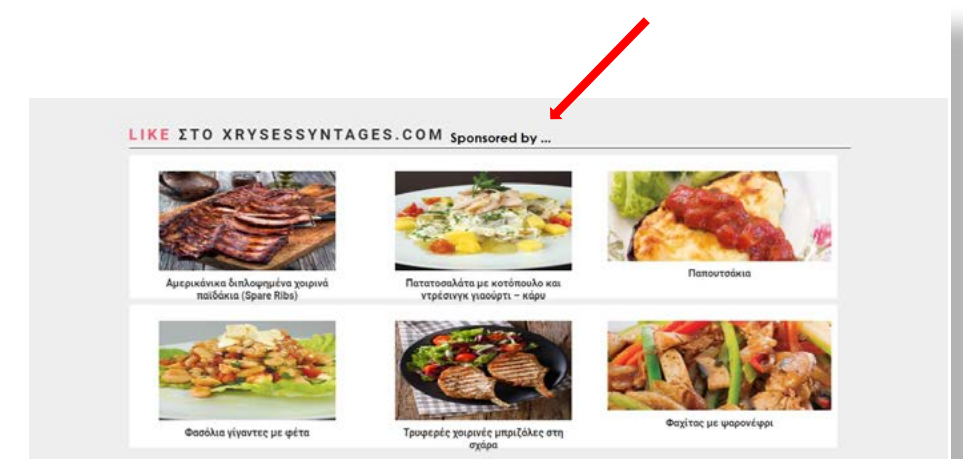 LIKE ΣΤΟ XRYSESSYNTAGES.COM Sponsored by ...
Αμερικάνικα διπλοψημένα χοιρινά
παϊδάκια (Spare Ribs)
Πατατοσαλάτα με κοτόπουλο και
ντρέσινγκ γιαούρτι – κάρυ
Παπουτσάκια
Φασόλια γίγαντες με φέτα
Τρυφερές χοιρινές μπριζόλες στη
σχάρα
Φαχίτας με ψαρονέφρι